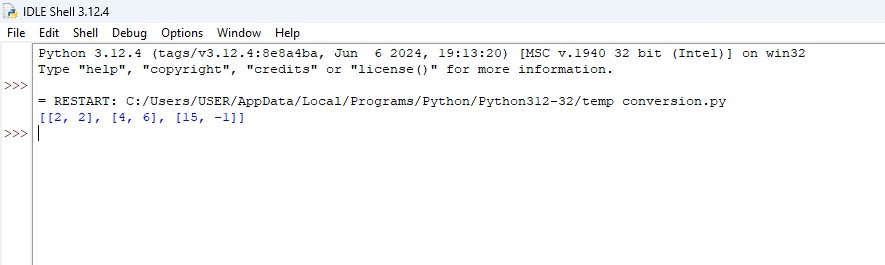 IDLE Shell 3.12.4
File Edit Shell Debug Options Window Help
Python 3.12.4 (tags/v3.12.4:8e8a4ba, Jun  6 2024, 19:13:20) [MSC v.1940 32 bit (Intel)] on win32
Type "help", "copyright", "credits" or "license()" for more information.
>>>
= RESTART: C:/Users/USER/AppData/Local/Programs/Python/Python312-32/temp conversion.py
[[2, 2], [4, 6], [15, -1]]
>>>